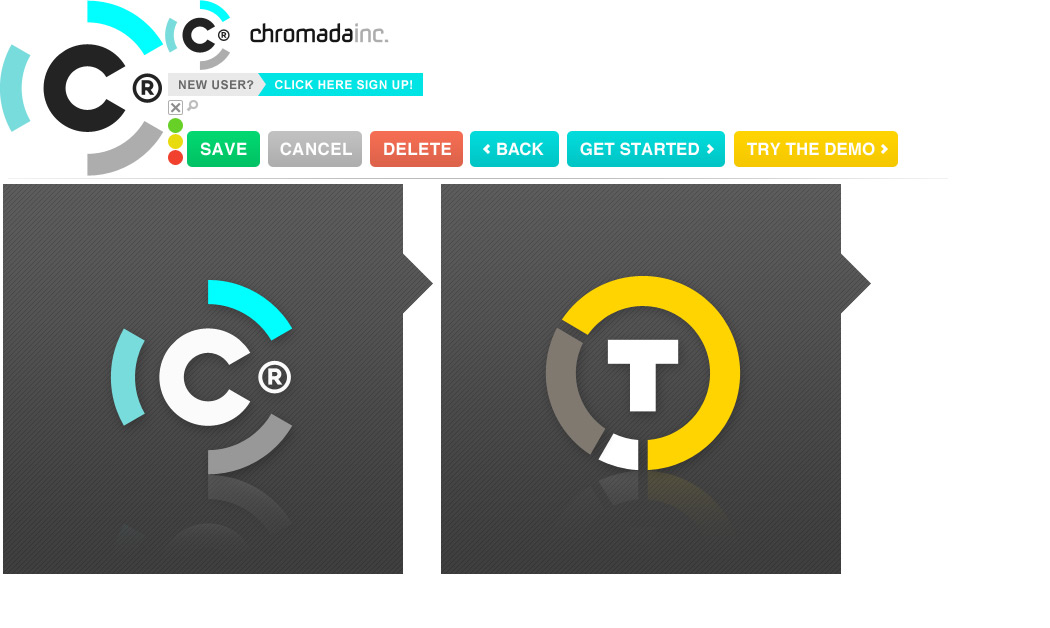 C®
C® chromadainc.
NEW USER? CLICK HERE SIGN UP!
SAVE CANCEL DELETE BACK GET STARTED TRY THE DEMO
C®
T